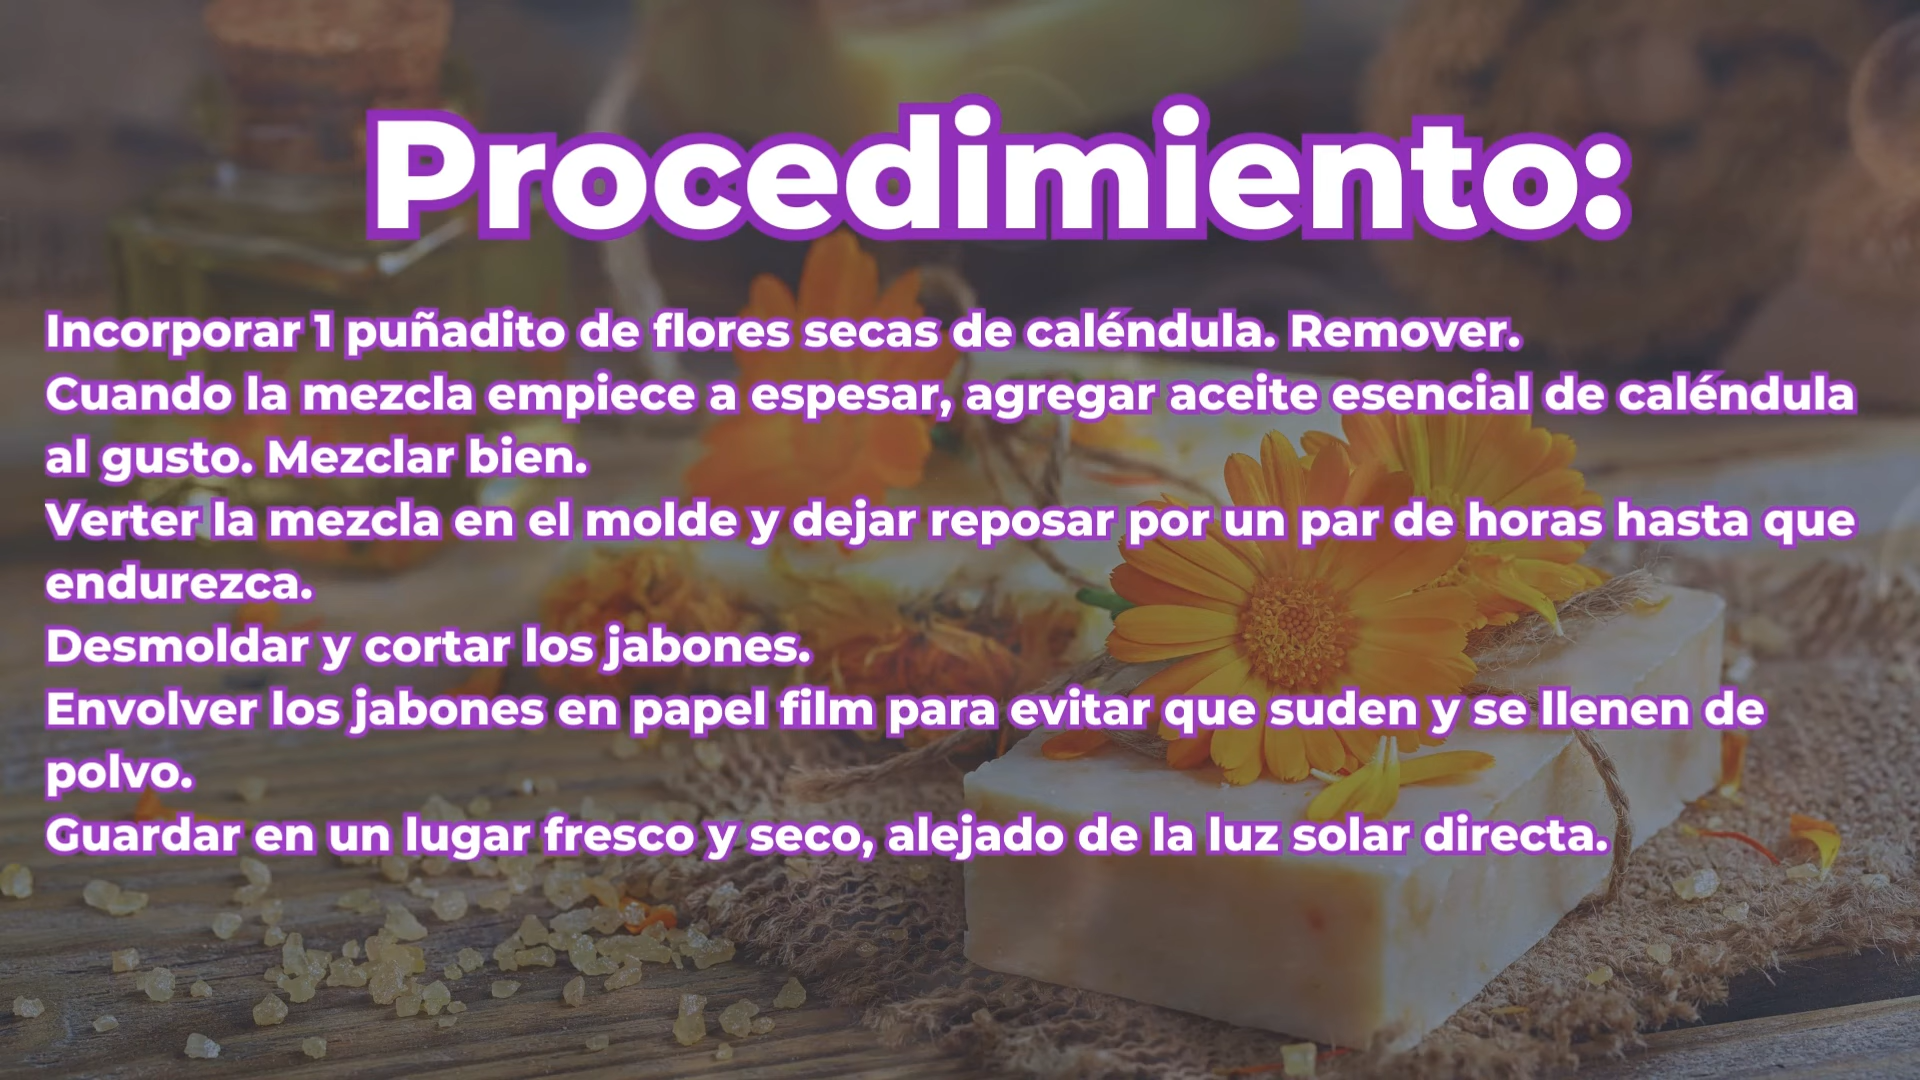 Procedimiento:
Incorporar 1 puñadito de flores secas de caléndula. Remover.
Cuando la mezcla empiece a espesar, agregar aceite esencial de caléndula
al gusto. Mezclar bien.
Verter la mezcla en el molde y dejar reposar por un par de horas hasta que
endurezca.
Desmoldar y cortar los jabones.
Envolver los jabones en papel film para evitar que suden y se llenen de
polvo.
Guardar en un lugar fresco y seco, alejado de la luz solar directa.